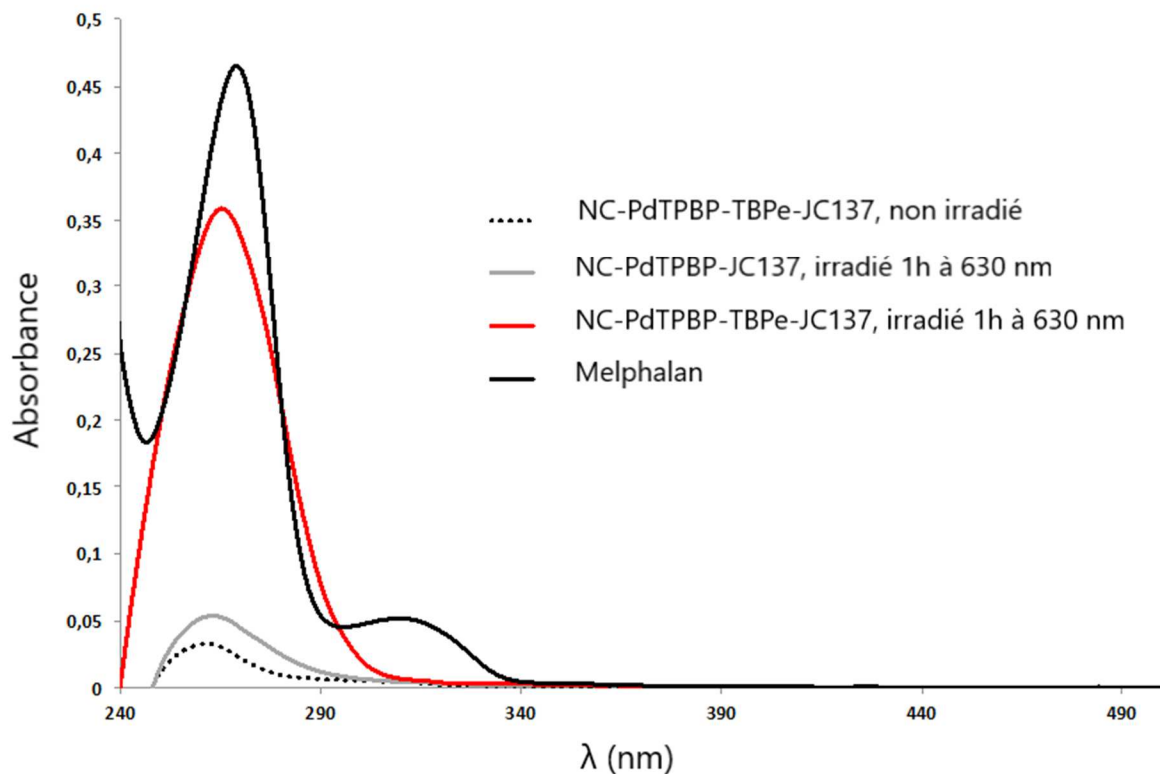 0,5
0,45
0,4
0,35
0,3
0,25
0,2
0,15
0,1
0,05
0
Absorbance
NC-PdTPBP-TBPe-JC137, non irradié
NC-PdTPBP-JC137, irradié 1h à 630 nm
NC-PdTPBP-TBPe-JC137, irradié 1h à 630 nm
Melphalan
240 290 340 390 440 490
λ (nm)